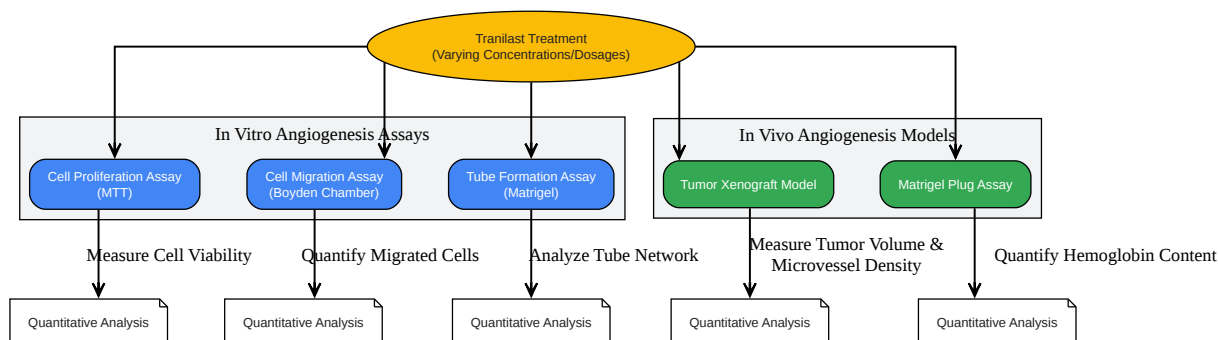 Tranilast Treatment
(Varying Concentrations/Dosages)
In Vitro Angiogenesis Assays
In Vivo Angiogenesis Models
Cell Proliferation Assay
(MTT)
Cell Migration Assay
(Boyden Chamber)
Tube Formation Assay
(Matrigel)
Tumor Xenograft Model
Matrigel Plug Assay
Measure Cell Viability
Quantify Migrated Cells
Analyze Tube Network
Measure Tumor Volume &
Microvessel Density
Quantify Hemoglobin Content
Quantitative Analysis
Quantitative Analysis
Quantitative Analysis
Quantitative Analysis
Quantitative Analysis